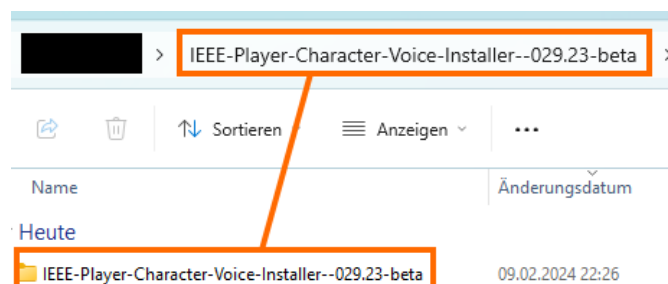 > IEEE-Player-Character-Voice-Installer--029.23-beta >
Sortieren Anzeigen ...
Name Änderungsdatum
Heute
IEEE-Player-Character-Voice-Installer--029.23-beta 09.02.2024 22:26